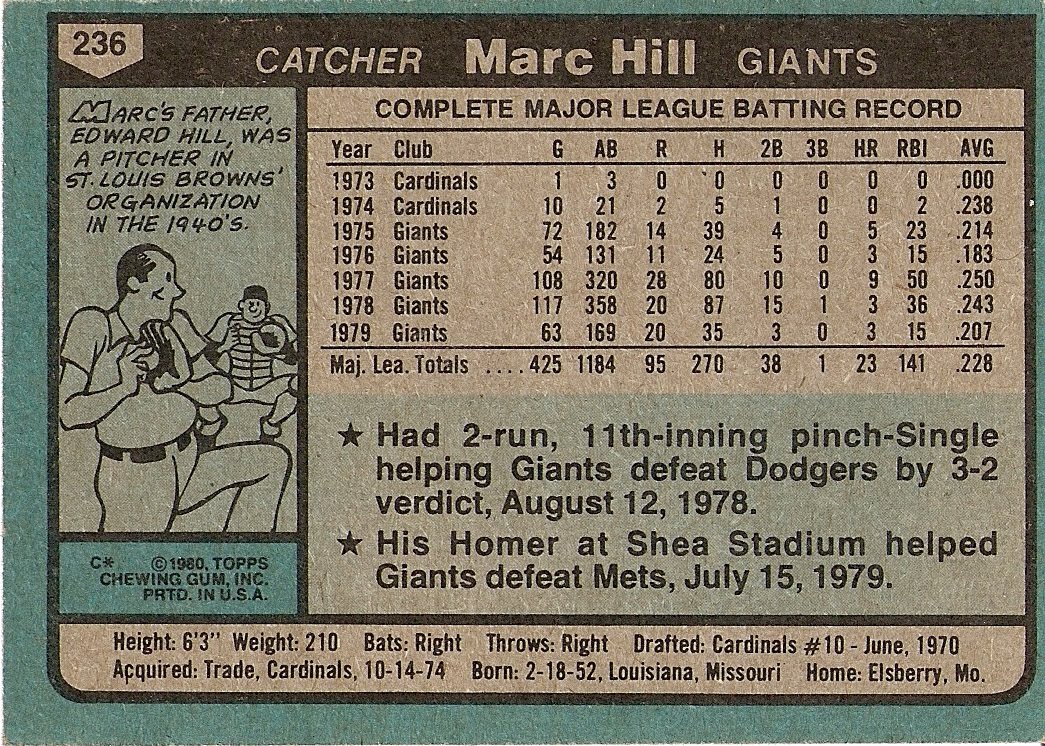 236
CATCHER Marc Hill GIANTS
MARC'S FATHER,
EDWARD HILL, WAS
A PITCHER IN
ST. LOUIS BROWNS'
ORGANIZATION
IN THE 1940'S.
C* ©1980, TOPPS
CHEWING GUM, INC.
PRTD. IN U.S.A.
COMPLETE MAJOR LEAGUE BATTING RECORD
Year Club G AB R H 2B 3B HR RBI AVG
1973 Cardinals 1 3 0 0 0 0 0 0 .000
1974 Cardinals 10 21 2 5 1 0 0 2 .238
1975 Giants 72 182 14 39 4 0 5 23 .214
1976 Giants 54 131 11 24 5 0 3 15 .183
1977 Giants 108 320 28 80 10 0 9 50 .250
1978 Giants 117 358 20 87 15 1 3 36 .243
1979 Giants 63 169 20 35 3 0 3 15 .207
Maj. Lea. Totals ....425 1184 95 270 38 1 23 141 .228
★ Had 2-run, 11th-inning pinch-Single
helping Giants defeat Dodgers by 3-2
verdict, August 12, 1978.
★ His Homer at Shea Stadium helped
Giants defeat Mets, July 15, 1979.
Height: 6'3" Weight: 210 Bats: Right Throws: Right Drafted: Cardinals #10 - June, 1970
Acquired: Trade, Cardinals, 10-14-74 Born: 2-18-52, Louisiana, Missouri Home: Elsberry, Mo.